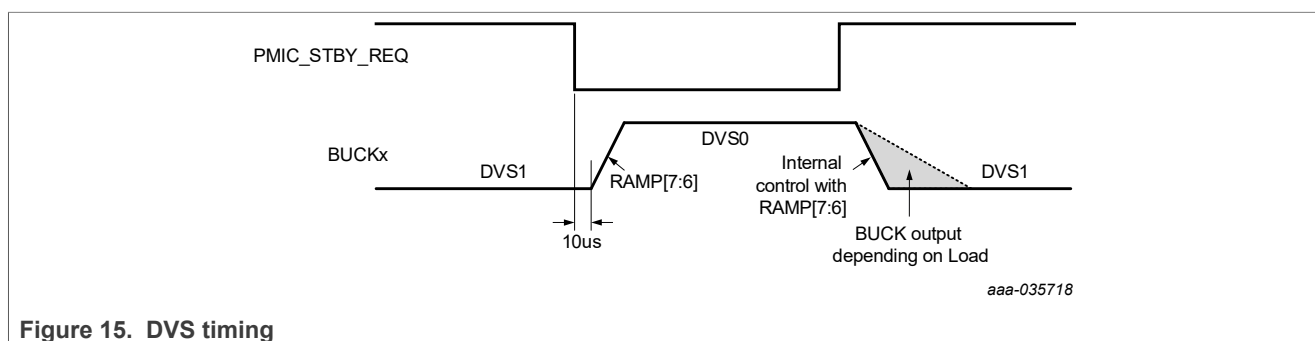 PMIC_STBY_REQ
BUCKx
DVS1
DVS0
DVS1
RAMP[7:6]
10us
Internal
control with
RAMP[7:6]
BUCK output
depending on Load
aaa-035718
Figure 15. DVS timing